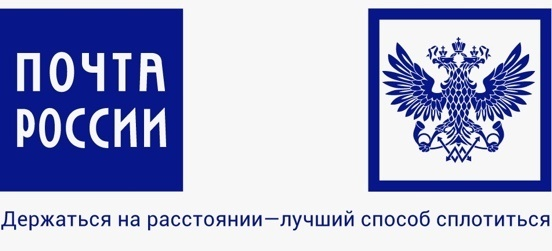 ПОЧТА
РОССИИ
Держаться на расстоянии—лучший способ сплотиться